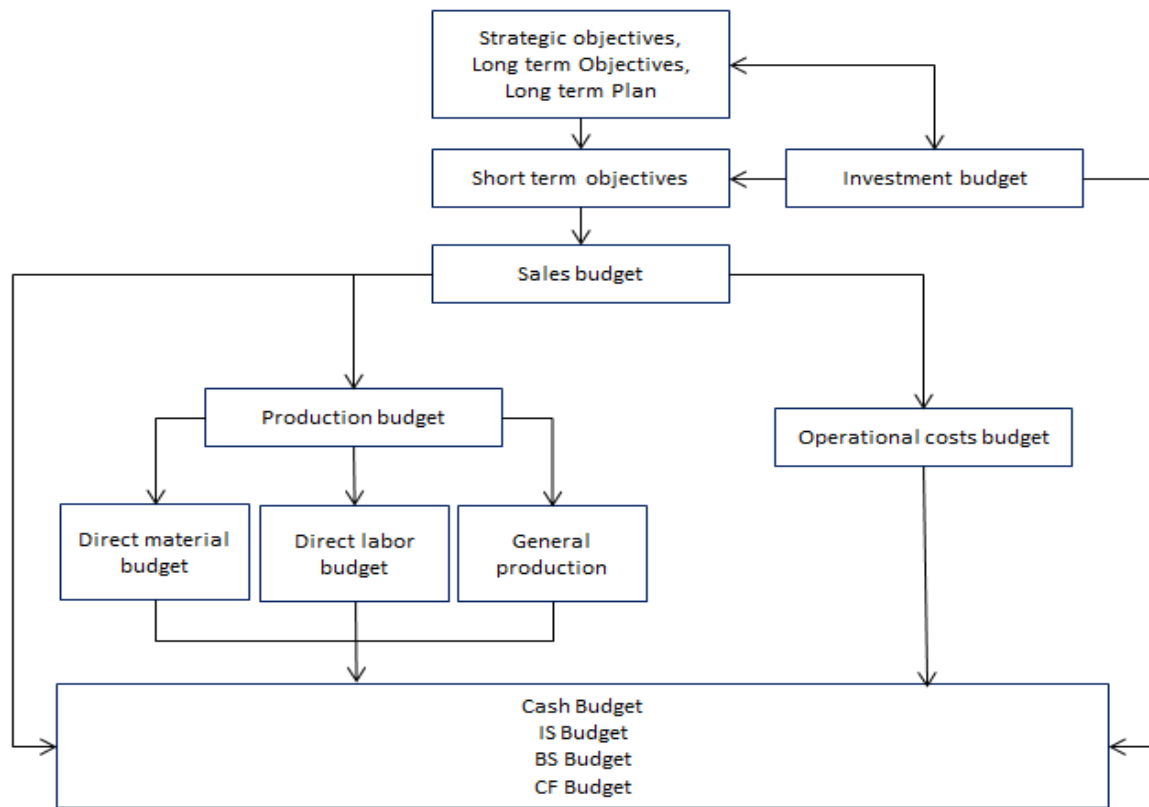 Strategic objectives,
Long term Objectives,
Long term Plan
Short term objectives
Investment budget
Sales budget
Production budget
Operational costs budget
Direct material
budget
Direct labor
budget
General
production
Cash Budget
IS Budget
BS Budget
CF Budget